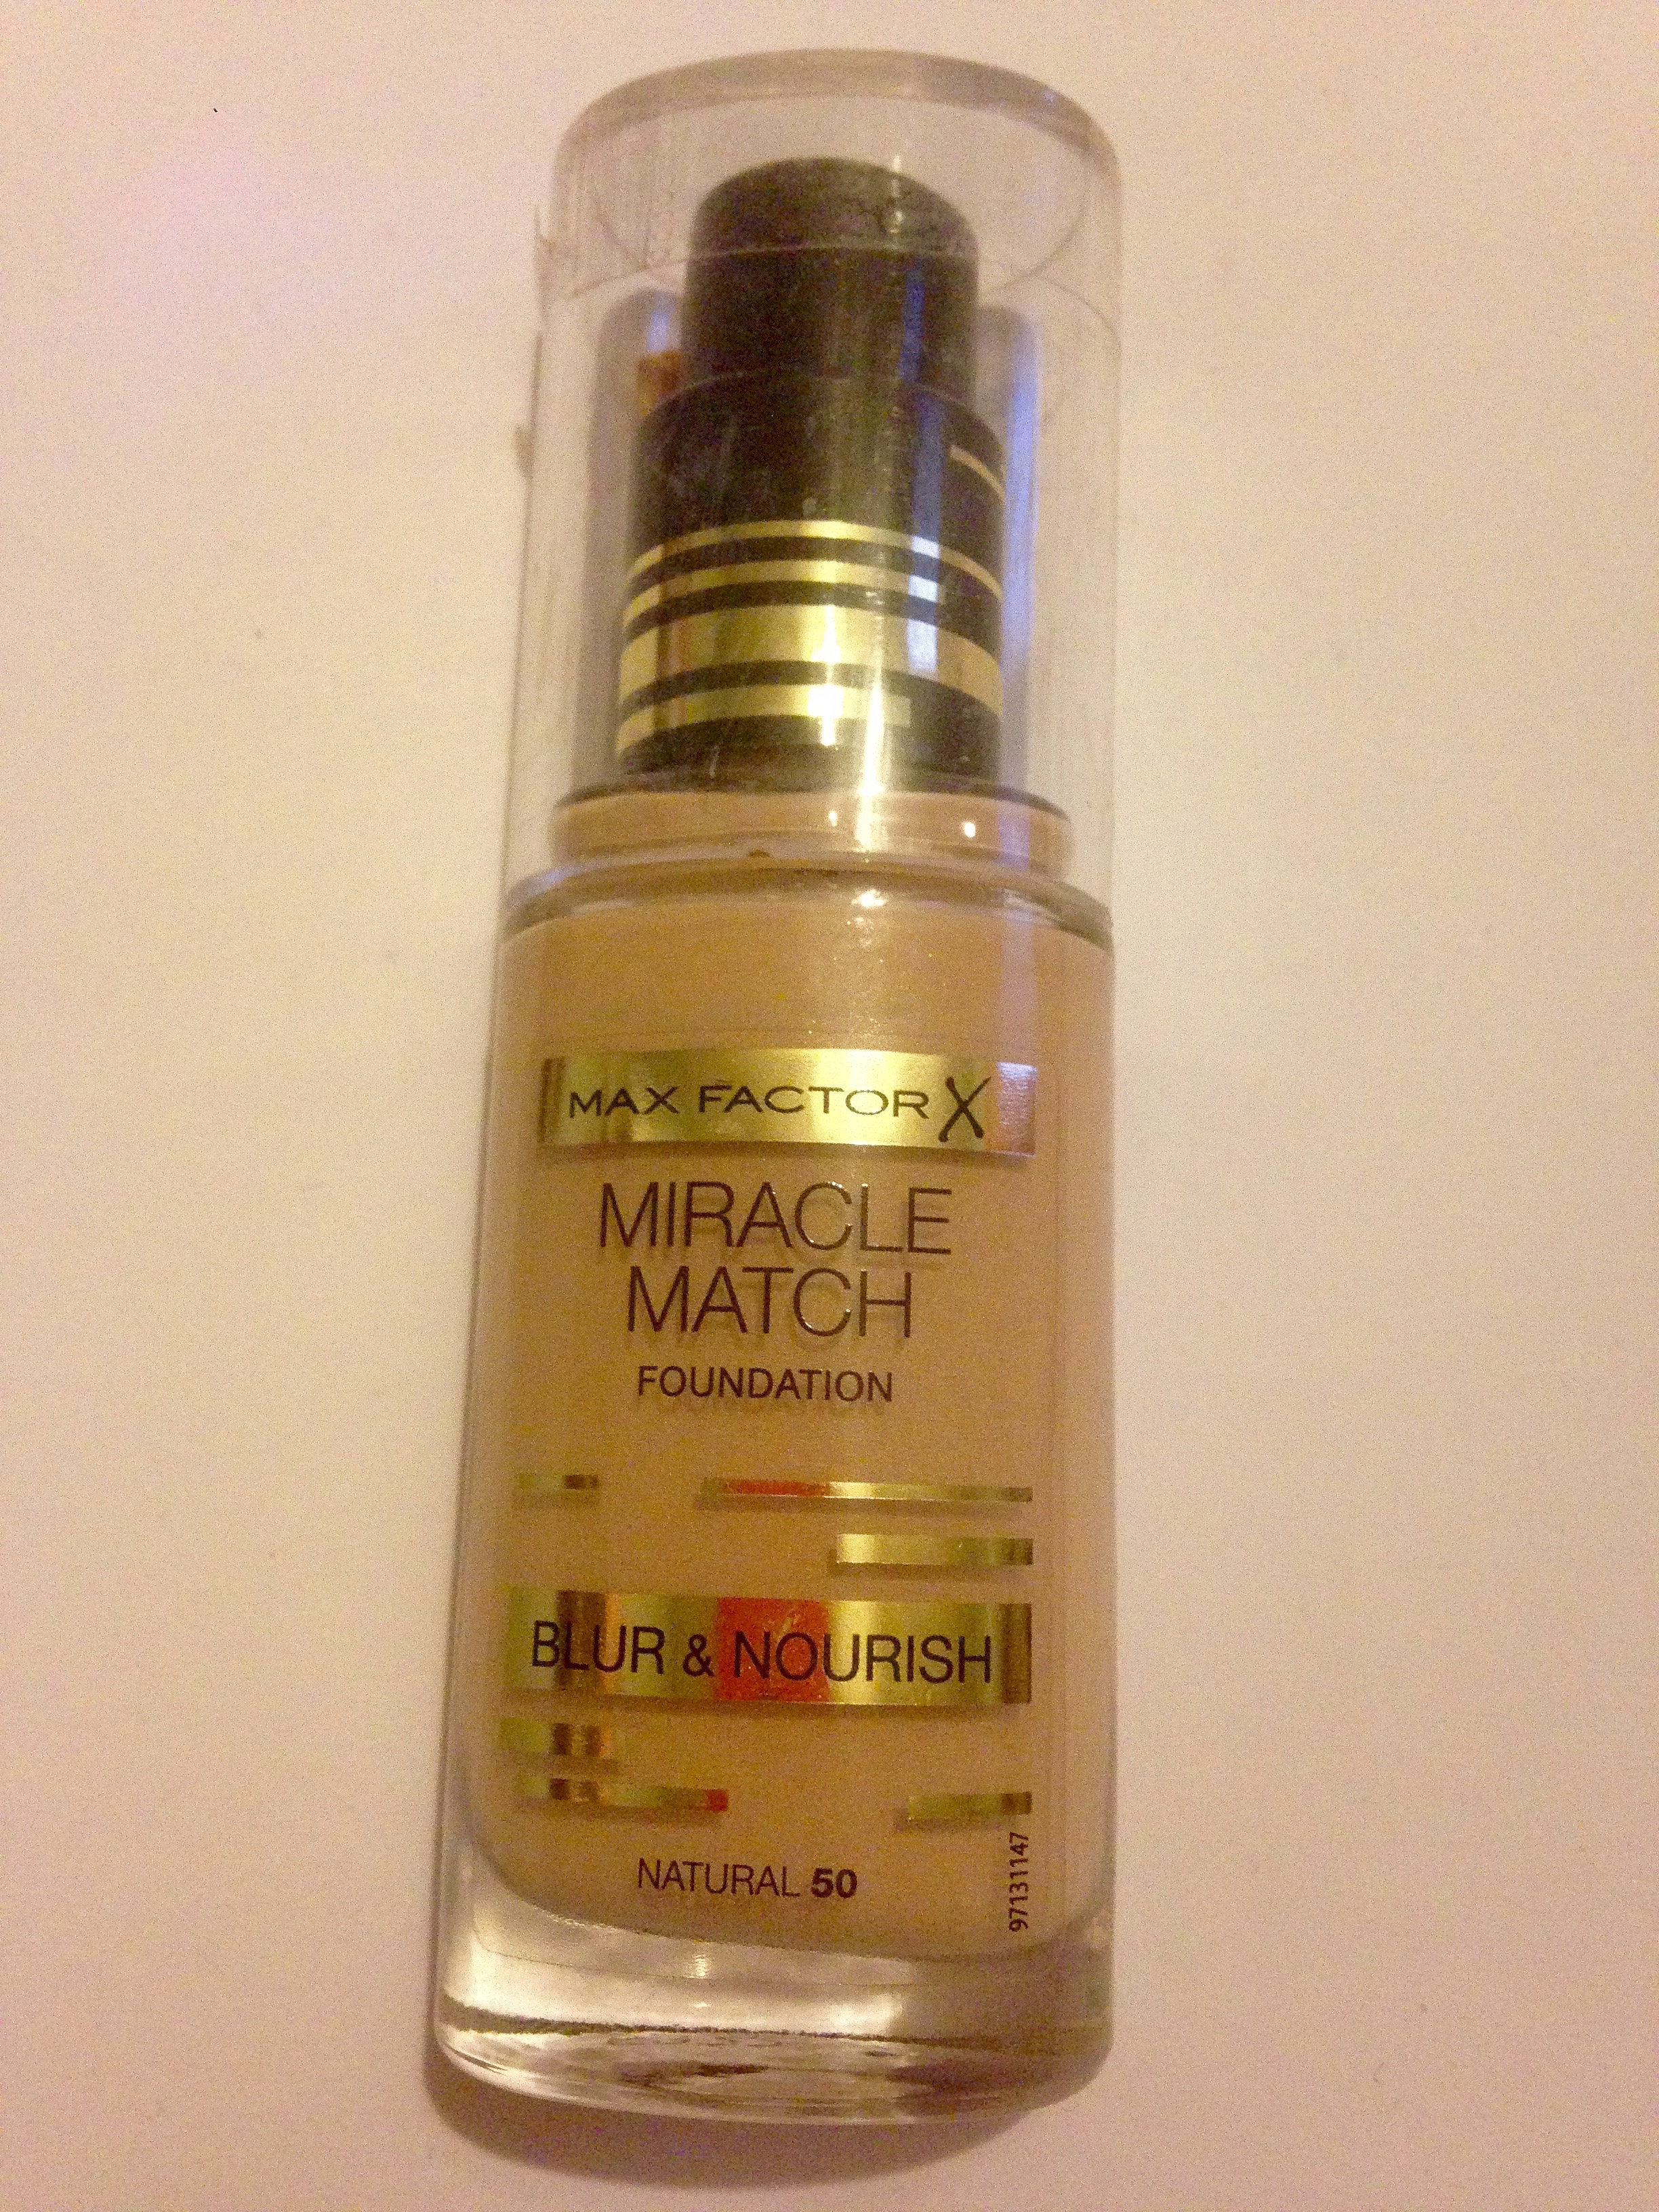 MAX FACTOR X
MIRACLE
MATCH
FOUNDATION
BLUR & NOURISH
NATURAL 50
97131147